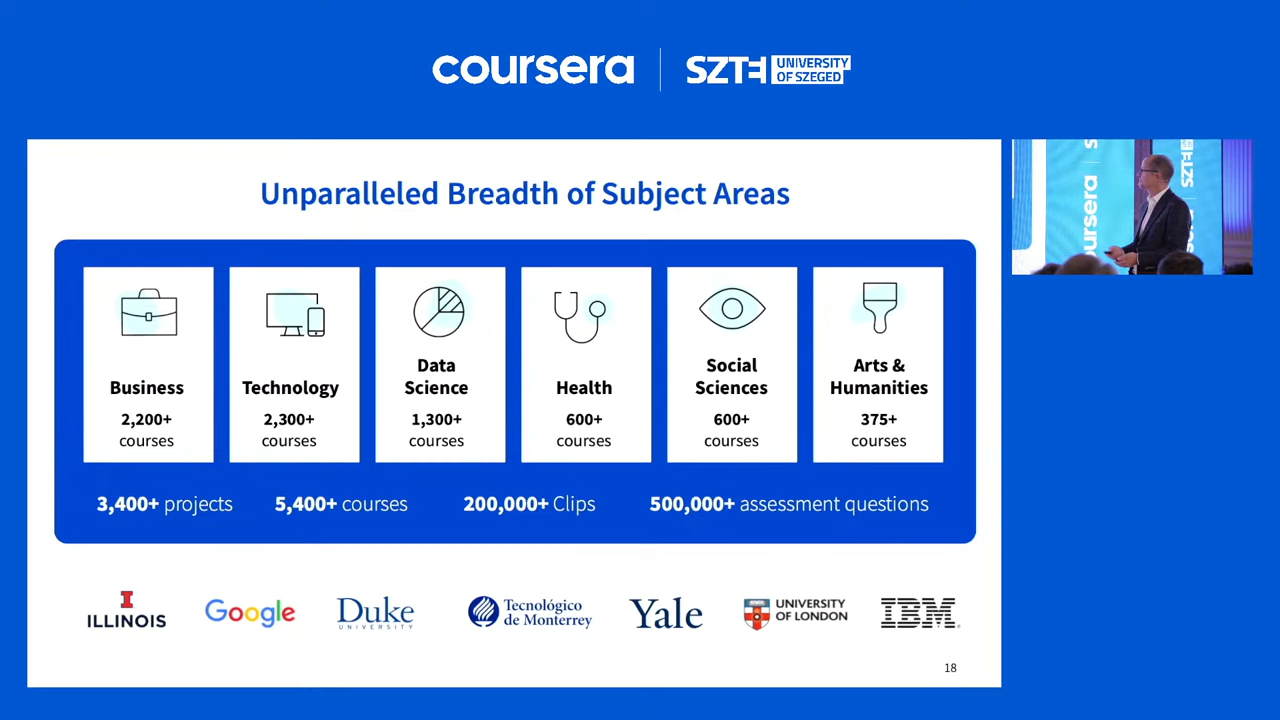 coursera
SZTE UNIVERSITY
OF SZEGED
Unparalleled Breadth of Subject Areas
Business
2,200+
courses
Technology
2,300+
courses
Data
Science
1,300+
courses
Health
600+
courses
Social
Sciences
600+
courses
Arts &
Humanities
375+
courses
3,400+ projects
5,400+ courses
200,000+ Clips
500,000+ assessment questions
I
ILLINOIS
Google
Duke
UNIVERSITY
Tecnológico
de Monterrey
Yale
UNIVERSITY
OF LONDON
IBM
18
coursera
SZTE